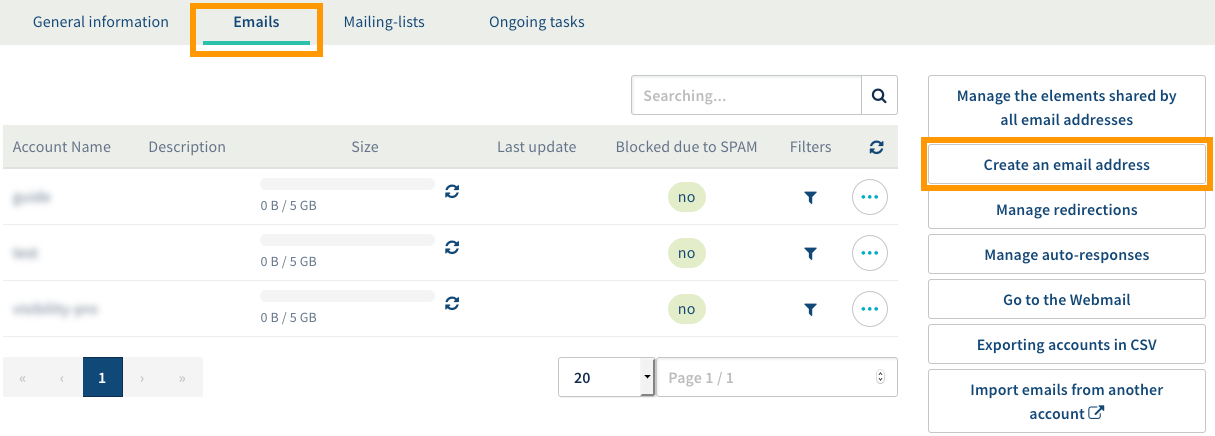 General information Emails Mailing-lists Ongoing tasks
Searching...
Account Name Description Size Last update Blocked due to SPAM Filters
0 B / 5 GB no
0 B / 5 GB no
0 B / 5 GB no
« ‹ 1 › » 20 Page 1 / 1
Manage the elements shared by
all email addresses
Create an email address
Manage redirections
Manage auto-responses
Go to the Webmail
Exporting accounts in CSV
Import emails from another
account